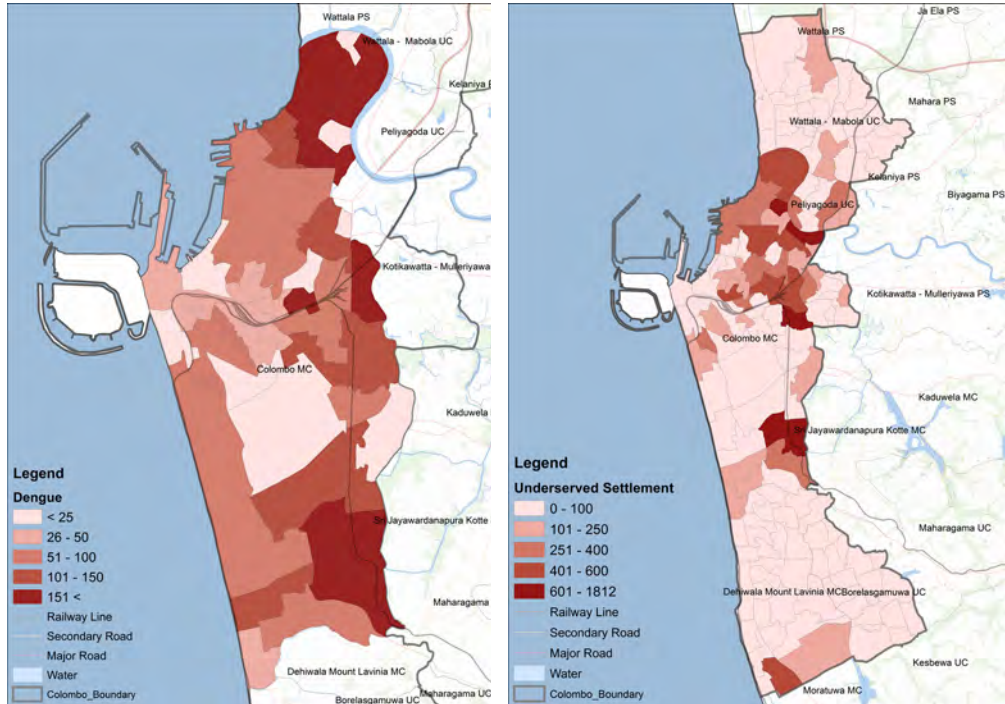 Wattala PS
Wattala - Mabola UC
Kelaniya P
Peliyagoda UC
Kotikawatta - Mulleriyawa
Colombo MC
Kaduwela
Sri Jayawardanapura Kotte
Maharagama
Dehiwala Mount Lavinia MC
Maharagama UC
Borelasgamuwa UC
Legend
Dengue
< 25
26 - 50
51 - 100
101 - 150
151 <
Railway Line
Secondary Road
Major Road
Water
Colombo_Boundary
Ja Ela PS
Wattala PS
Mahara PS
Wattala - Mabola UC
Kelaniya PS
Biyagama PS
Peliyagoda UC
Kotikawatta - Mulleriyawa PS
Colombo MC
Kaduwela MC
Sri Jayawardanapura Kotte MC
Maharagama UC
Dehiwala Mount Lavinia MC
Borelasgamuwa UC
Kesbewa UC
Moratuwa MC
Legend
Underserved Settlement
0 - 100
101 - 250
251 - 400
401 - 600
601 - 1812
Railway Line
Secondary Road
Major Road
Water
Colombo_Boundary